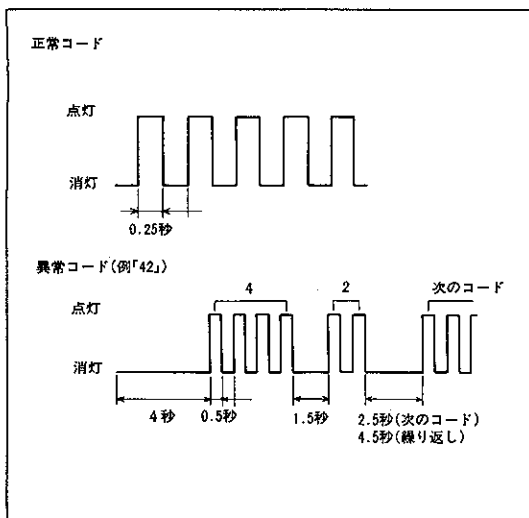 正常コード
点灯
消灯
0.25秒
異常コード(例「42」)
4
2
次のコード
点灯
消灯
4秒
0.5秒
1.5秒
2.5秒(次のコード)
4.5秒(繰り返し)